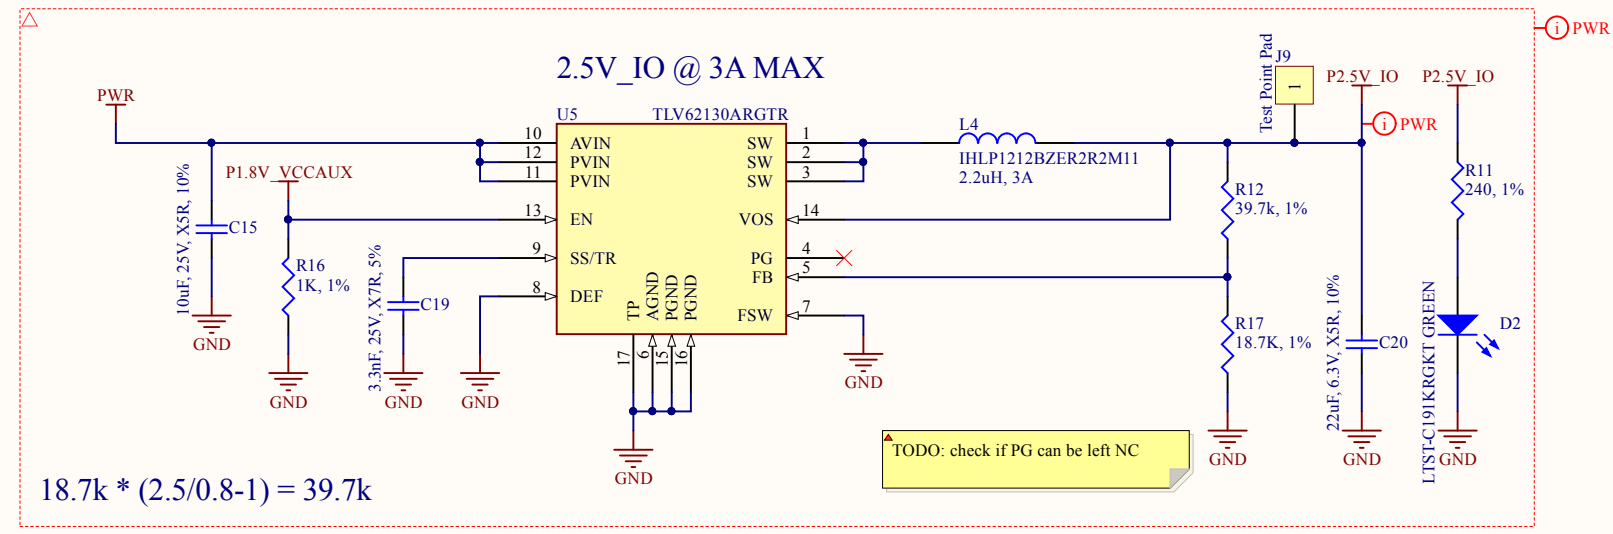 i PWR
2.5V_IO @ 3A MAX
PWR
U5
TLV62130ARGTR
10 AVIN
12 PVIN
11 PVIN
13 EN
9 SS/TR
8 DEF
SW 1
SW 2
SW 3
VOS 14
PG 4
FB 5
FSW 7
TP 17
AGND 6
PGND 15
PGND 16
GND
10uF, 25V, X5R, 10%
C15
GND
P1.8V_VCCAUX
R16
1K, 1%
GND
3.3nF, 25V, X7R, 5%
C19
GND
GND
GND
L4
IHLP1212BZER2R2M11
2.2uH, 3A
R12
39.7k, 1%
R17
18.7K, 1%
GND
Test Point Pad
J9
1
P2.5V_IO
i PWR
22uF, 6.3V, X5R, 10%
C20
GND
P2.5V_IO
R11
240, 1%
LTST-C191KRGKT GREEN
D2
GND
TODO: check if PG can be left NC
18.7k * (2.5/0.8-1) = 39.7k